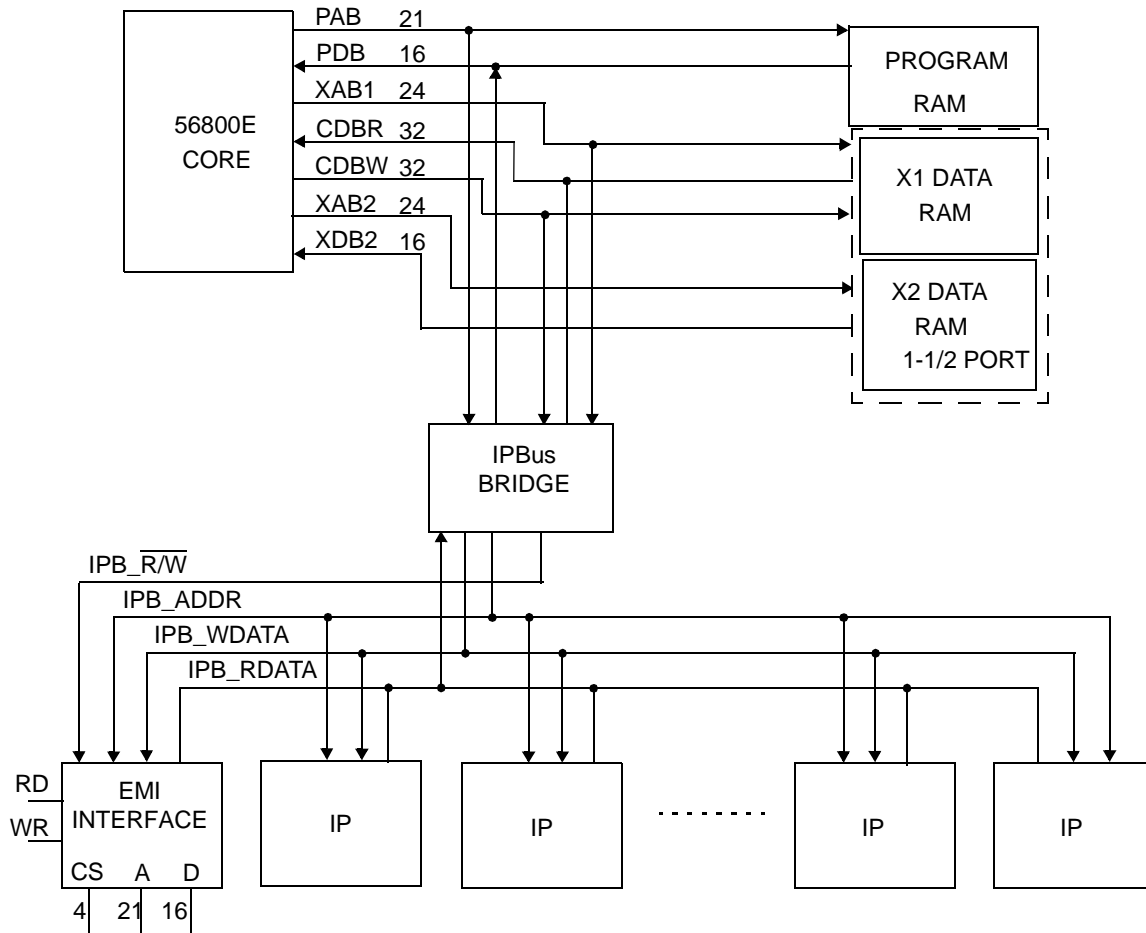 PAB 21
PDB 16
XAB1 24
CDBR 32
CDBW 32
XAB2 24
XDB2 16
56800E
CORE
PROGRAM
RAM
X1 DATA
RAM
X2 DATA
RAM
1-1/2 PORT
IPBus
BRIDGE
IPB_R/W
IPB_ADDR
IPB_WDATA
IPB_RDATA
RD
WR
EMI
INTERFACE
CS A D
4 21 16
IP
IP
IP
IP